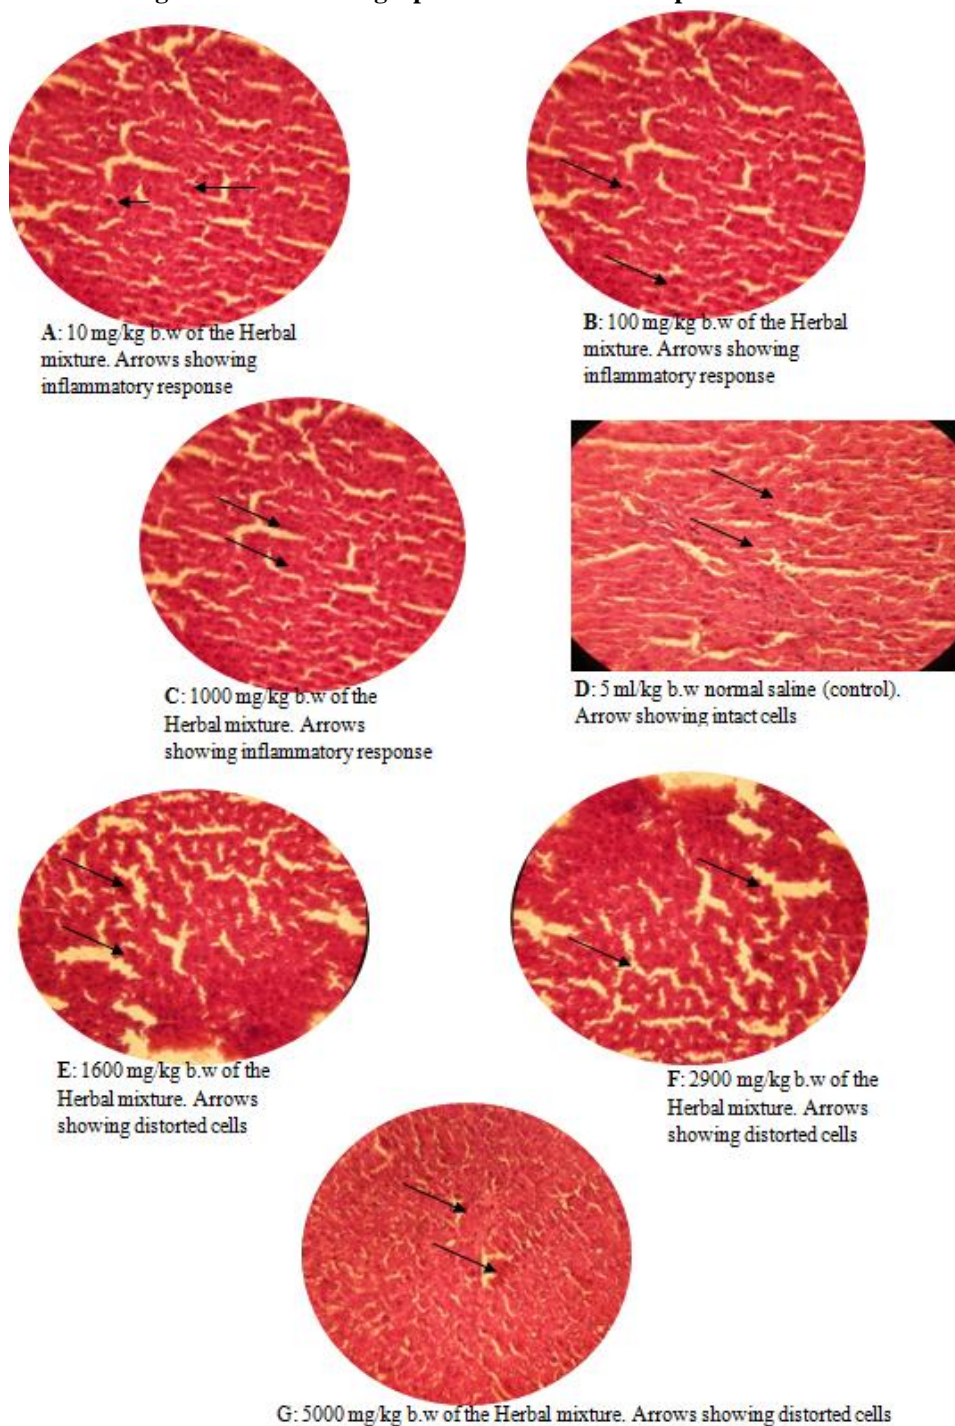 A: 10 mg/kg b.w of the Herbal
mixture. Arrows showing
inflammatory response
B: 100 mg/kg b.w of the Herbal
mixture. Arrows showing
inflammatory response
C: 1000 mg/kg b.w of the
Herbal mixture. Arrows
showing inflammatory response
D: 5 ml/kg b.w normal saline (control).
Arrow showing intact cells
E: 1600 mg/kg b.w of the
Herbal mixture. Arrows
showing distorted cells
F: 2900 mg/kg b.w of the
Herbal mixture. Arrows
showing distorted cells
G: 5000 mg/kg b.w of the Herbal mixture. Arrows showing distorted cells